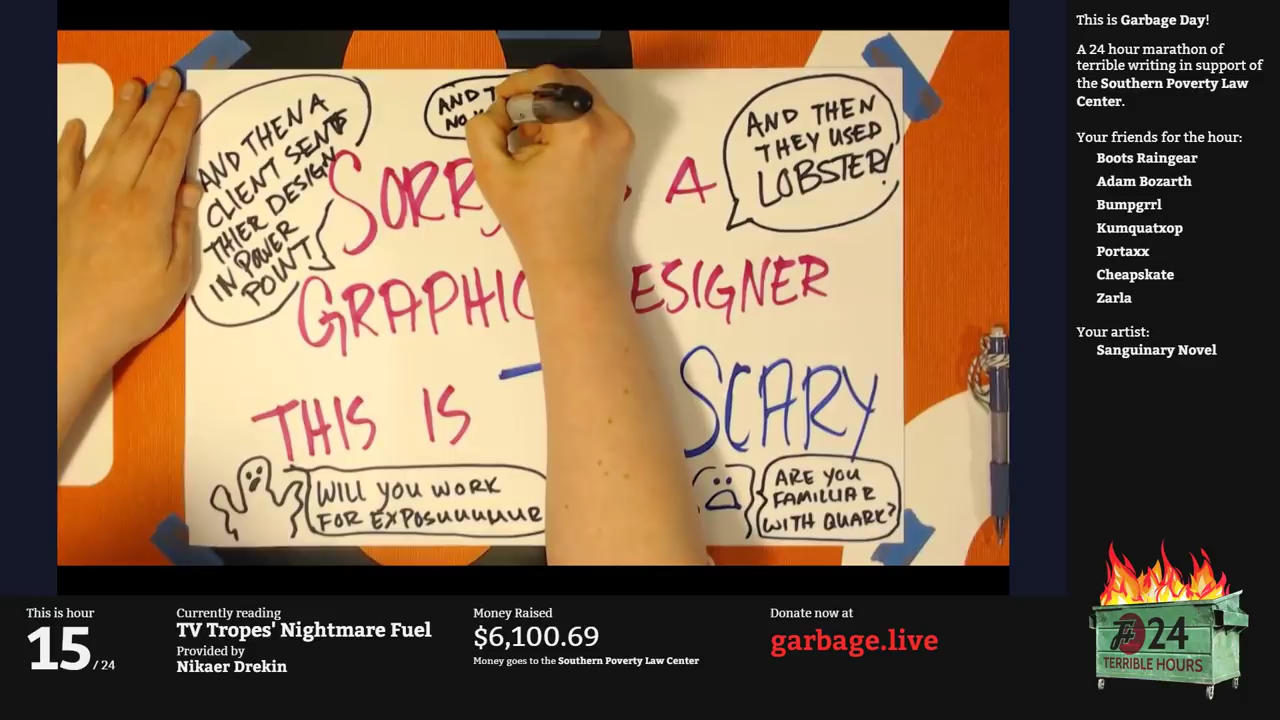 AND THEN A
CLIENT SENT
THIER DESIGN
IN POWER
POINT
AND
AND THEN
THEY USED
LOBSTER!
SORRY
A
GRAPHIC
DESIGNER
THIS IS
SCARY
WILL YOU WORK
FOR EXPOSUUUUUR
ARE YOU
FAMILIAR
WITH QUARK?
This is Garbage Day!
A 24 hour marathon of
terrible writing in support of
the Southern Poverty Law
Center.
Your friends for the hour:
Boots Raingear
Adam Bozarth
Bumpgrrl
Kumquatxop
Portaxx
Cheapskate
Zarla
Your artist:
Sanguinary Novel
This is hour
15 / 24
Currently reading
TV Tropes' Nightmare Fuel
Provided by
Nikaer Drekin
Money Raised
$6,100.69
Money goes to the Southern Poverty Law Center
Donate now at
garbage.live
24
TERRIBLE HOURS